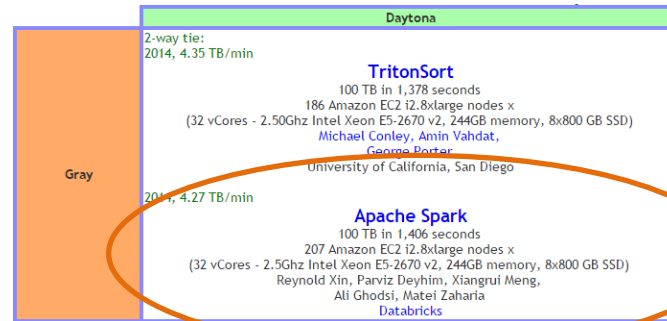 Daytona
Gray
2-way tie:
2014, 4.35 TB/min
TritonSort
100 TB in 1,378 seconds
186 Amazon EC2 i2.8xlarge nodes x
(32 vCores - 2.50Ghz Intel Xeon E5-2670 v2, 244GB memory, 8x800 GB SSD)
Michael Conley, Amin Vahdat,
George Porter
University of California, San Diego
2014, 4.27 TB/min
Apache Spark
100 TB in 1,406 seconds
207 Amazon EC2 i2.8xlarge nodes x
(32 vCores - 2.5Ghz Intel Xeon E5-2670 v2, 244GB memory, 8x800 GB SSD)
Reynold Xin, Parviz Deyhim, Xiangrui Meng,
Ali Ghodsi, Matei Zaharia
Databricks